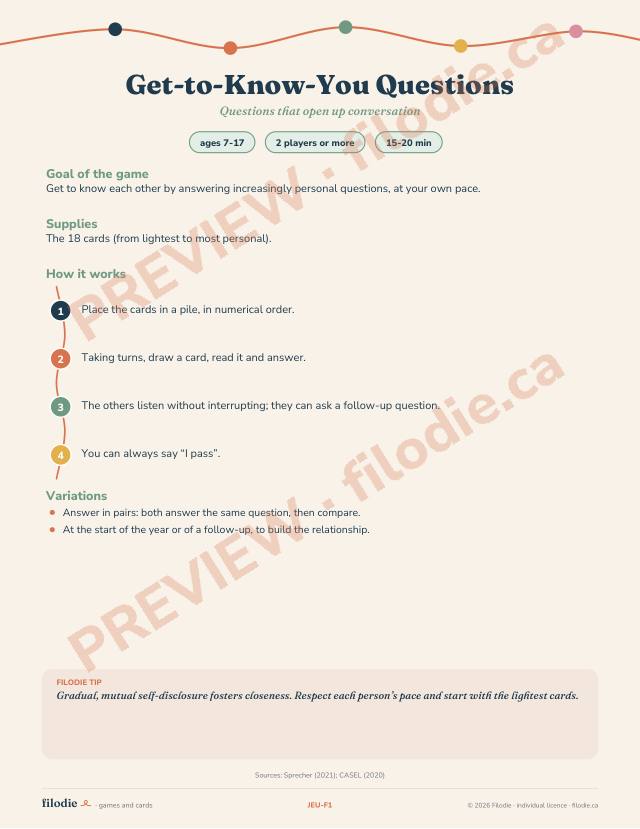 Get-to-Know-You Questions
Questions that open up conversation
ages 7-17
2 players or more
15-20 min
Goal of the game
Get to know each other by answering increasingly personal questions, at your own pace.
Supplies
The 18 cards (from lightest to most personal).
How it works
1 Place the cards in a pile, in numerical order.
2 Taking turns, draw a card, read it and answer.
3 The others listen without interrupting; they can ask a follow-up question.
4 You can always say “I pass”.
Variations
Answer in pairs: both answer the same question, then compare.
At the start of the year or of a follow-up, to build the relationship.
PREVIEW · filodie.ca
PREVIEW · filodie.ca
FILODIE TIP
Gradual, mutual self-disclosure fosters closeness. Respect each person’s pace and start with the lightest cards.
Sources: Sprecher (2021); CASEL (2020)
filodie · games and cards
JEU-F1
© 2026 Filodie · individual licence · filodie.ca